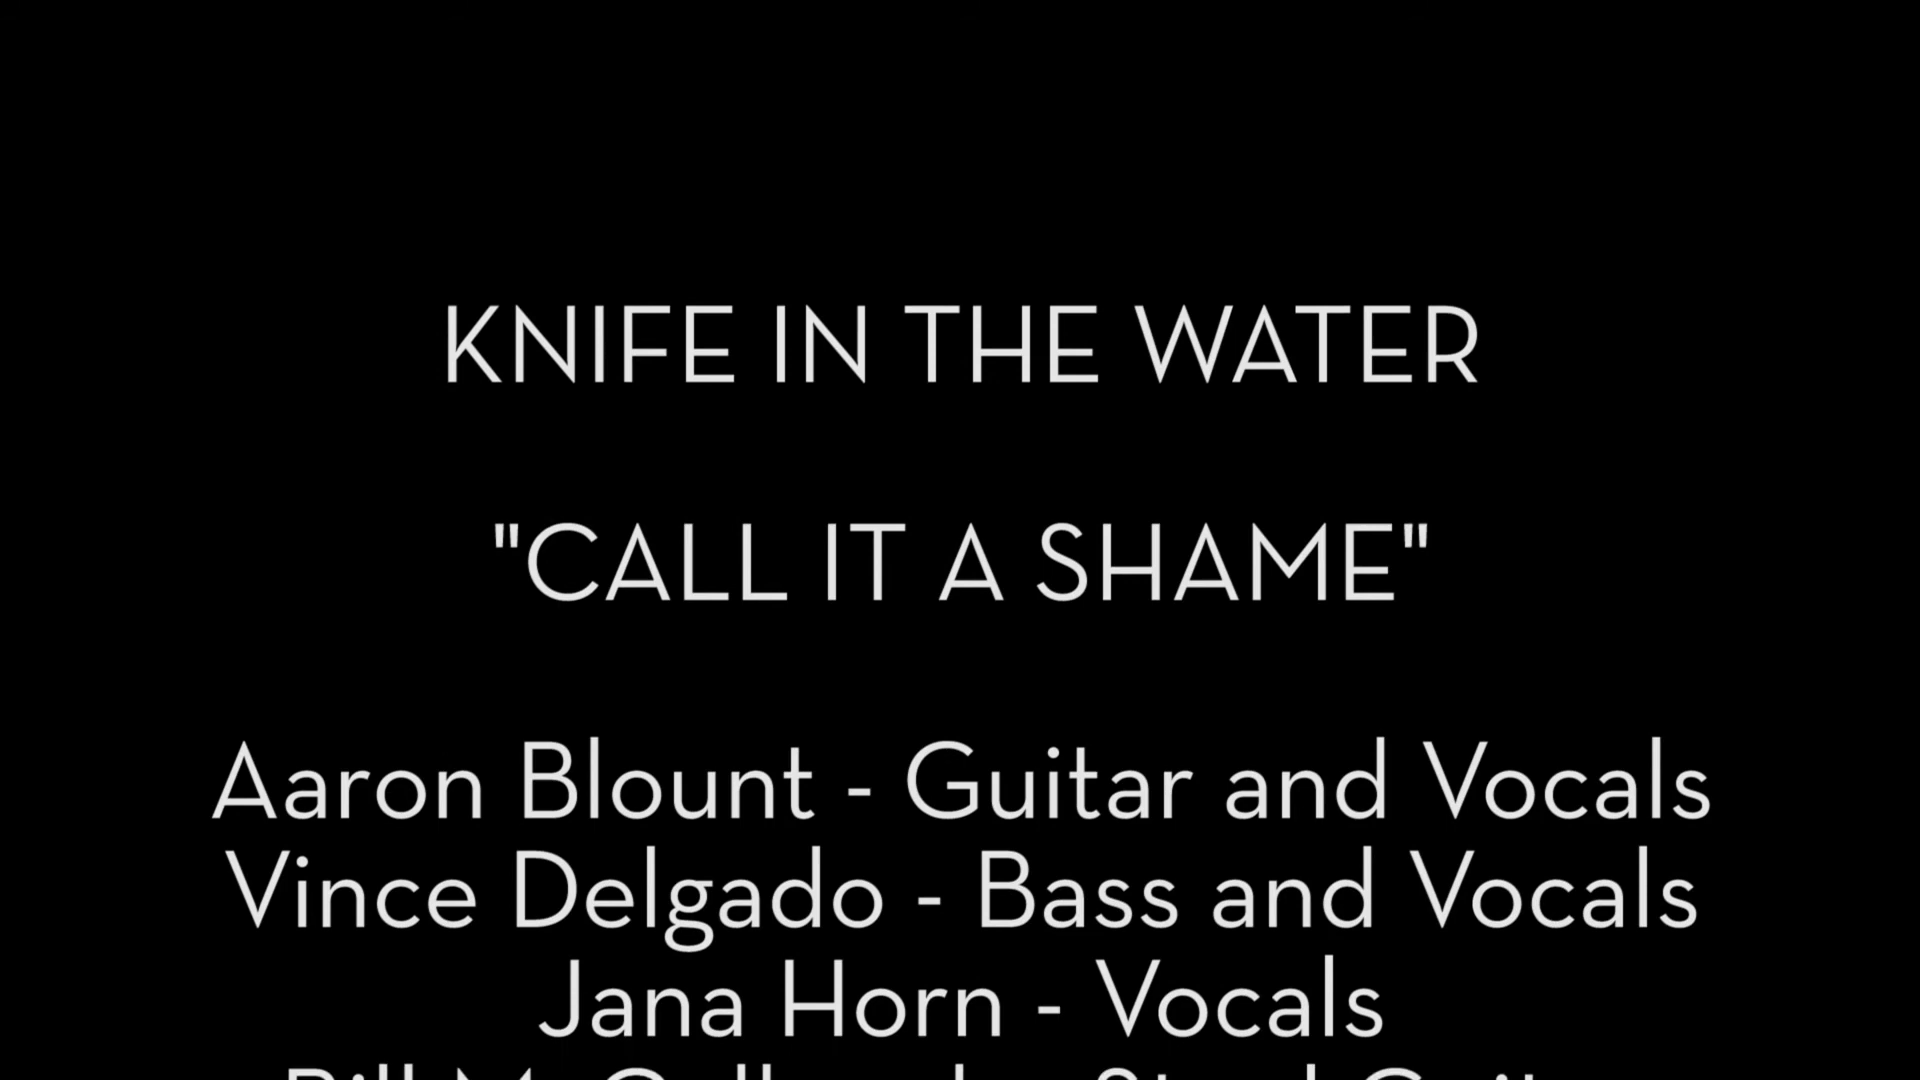 KNIFE IN THE WATER
"CALL IT A SHAME"
Aaron Blount - Guitar and Vocals
Vince Delgado - Bass and Vocals
Jana Horn - Vocals